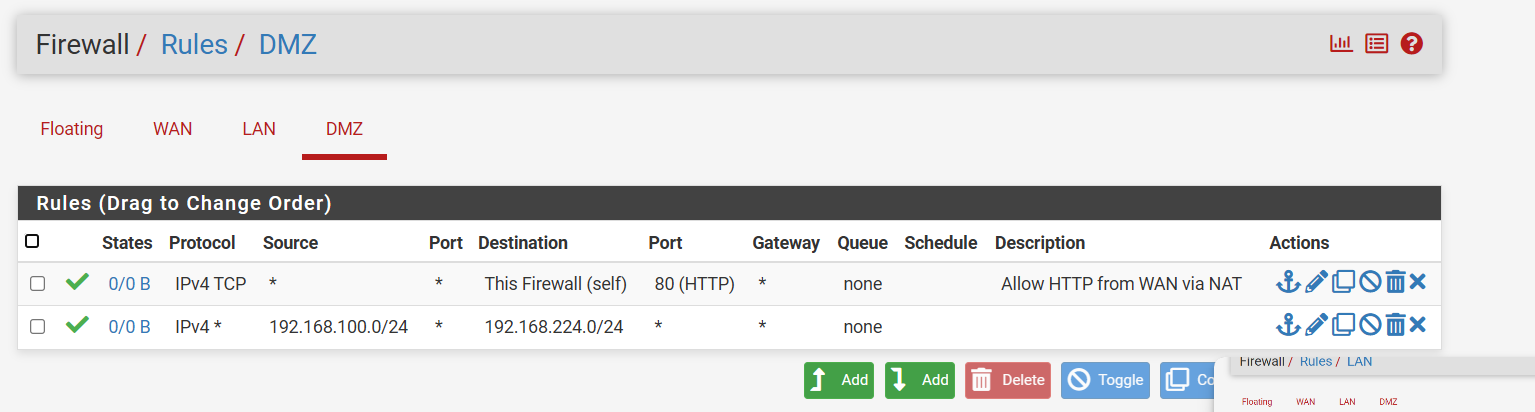 Firewall / Rules / DMZ
Floating WAN LAN DMZ
Rules (Drag to Change Order)
States Protocol Source Port Destination Port Gateway Queue Schedule Description Actions
0/0 B IPv4 TCP * * This Firewall (self) 80 (HTTP) * none Allow HTTP from WAN via NAT
0/0 B IPv4 * 192.168.100.0/24 * 192.168.224.0/24 * * none
Add Add Delete Toggle Co
Firewall / Rules / LAN
Floating WAN LAN DMZ